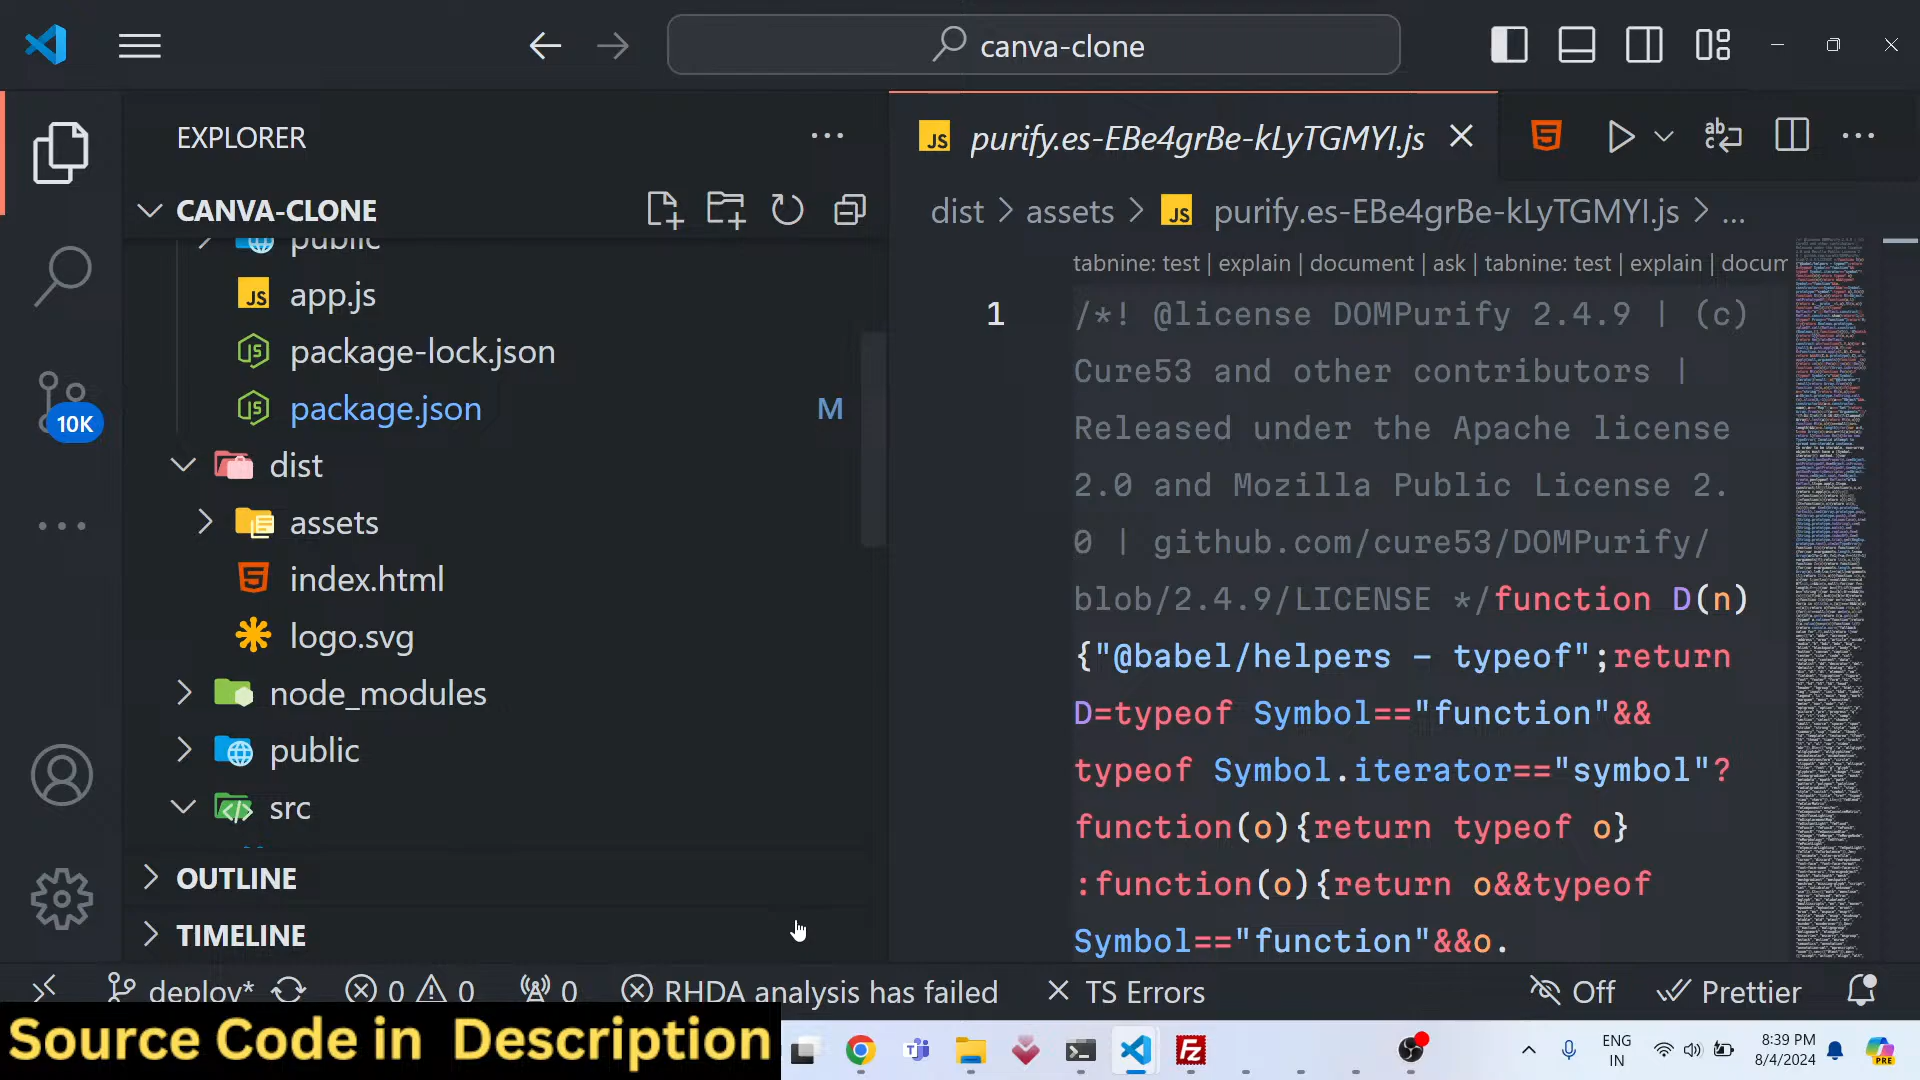 canva-clone
EXPLORER
CANVA-CLONE
public
app.js
package-lock.json
package.json M
dist
assets
index.html
logo.svg
node_modules
public
src
OUTLINE
TIMELINE
10K
purify.es-EBe4grBe-kLyTGMYI.js
dist > assets > JS purify.es-EBe4grBe-kLyTGMYI.js > ...
tabnine: test | explain | document | ask | tabnine: test | explain | docum
1
/*! @license DOMPurify 2.4.9 | (c)
Cure53 and other contributors |
Released under the Apache license
2.0 and Mozilla Public License 2.
0 | github.com/cure53/DOMPurify/
blob/2.4.9/LICENSE */function D(n)
{"@babel/helpers - typeof";return
D=typeof Symbol=="function"&&
typeof Symbol.iterator=="symbol"?
function(o){return typeof o}
:function(o){return o&&typeof
Symbol=="function"&&o.
deploy* 0 0 0 RHDA analysis has failed TS Errors Off Prettier
Source Code in Description
ENG
IN
8:39 PM
8/4/2024
PRE